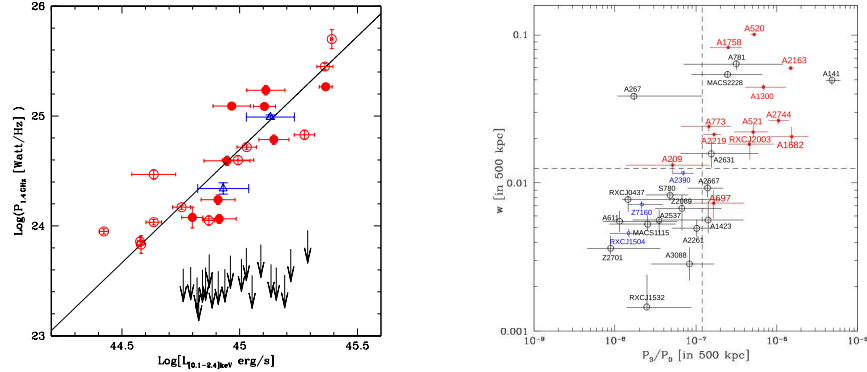 26
25
24
23
44.5
45
45.5
Log(P1.4GHz [Watt/Hz])
Log[L[0.1-2.4]keV erg/s]
0.1
0.01
0.001
w [in 500 kpc]
A520
A1758
A781
A2163
MACS2228
A141
A267
A1300
A2744
A773
A521
A2219
RXCJ2003
A1682
A2631
A209
A2390
A2667
RXCJ0437
S780
A697
Z7160
Z2089
A611
A2537
A1423
MACS1115
RXCJ1504
A2261
Z2701
A3088
RXCJ1532
10⁻⁹
10⁻⁸
10⁻⁷
10⁻⁶
10⁻⁵
P₃/P₀ [in 500 kpc]